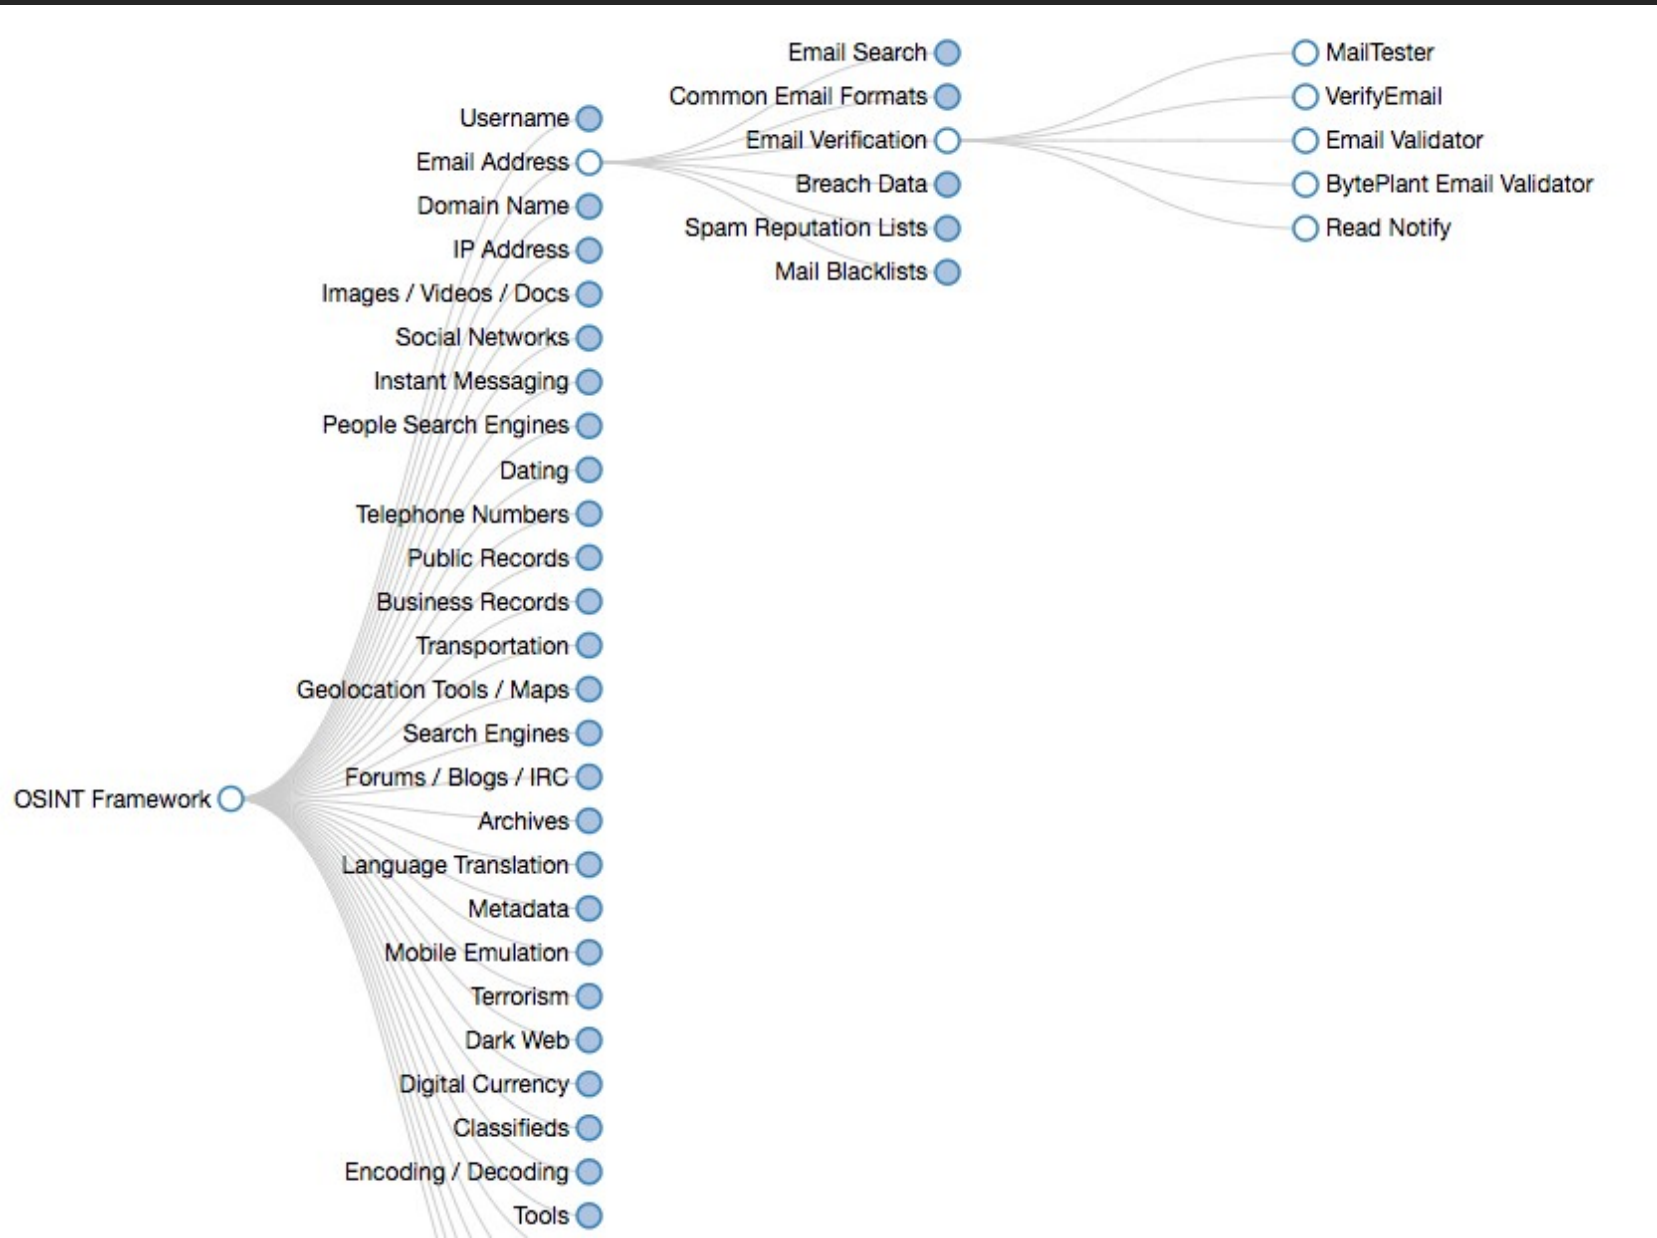 OSINT Framework
Username
Email Address
Domain Name
IP Address
Images / Videos / Docs
Social Networks
Instant Messaging
People Search Engines
Dating
Telephone Numbers
Public Records
Business Records
Transportation
Geolocation Tools / Maps
Search Engines
Forums / Blogs / IRC
Archives
Language Translation
Metadata
Mobile Emulation
Terrorism
Dark Web
Digital Currency
Classifieds
Encoding / Decoding
Tools
Email Search
Common Email Formats
Email Verification
Breach Data
Spam Reputation Lists
Mail Blacklists
MailTester
VerifyEmail
Email Validator
BytePlant Email Validator
Read Notify